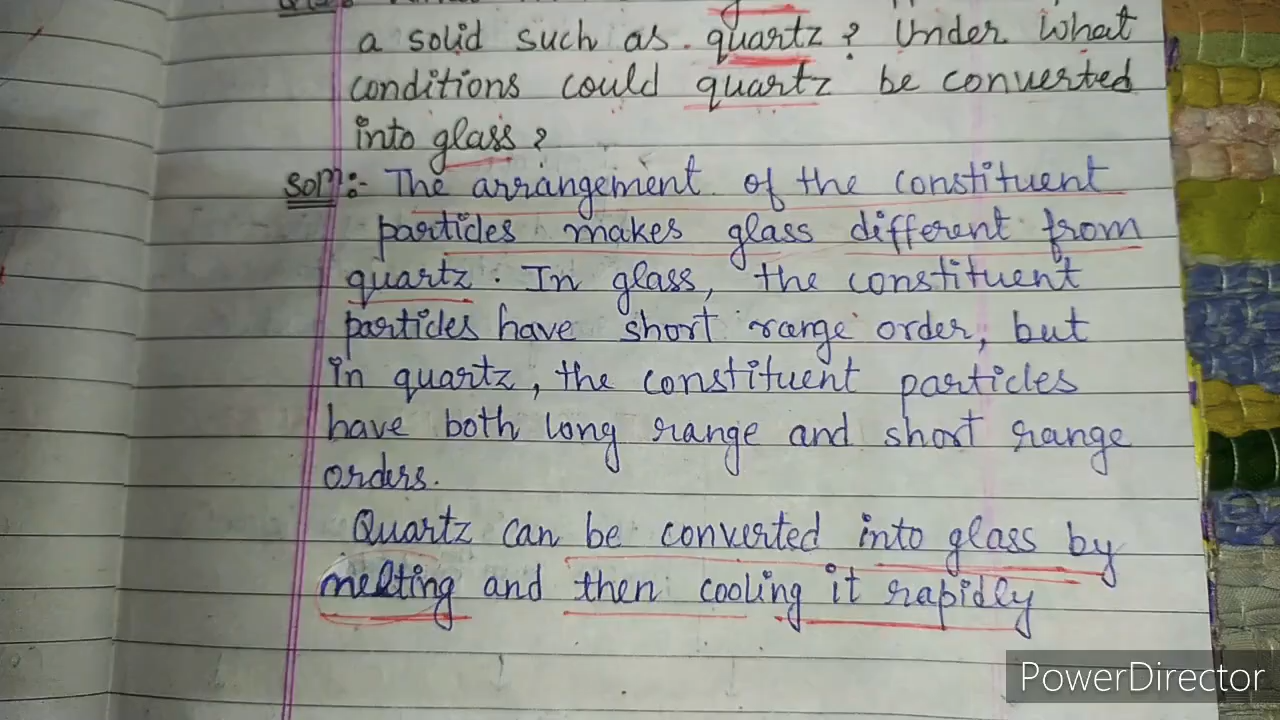 a solid such as quartz? Under what
conditions could quartz be converted
into glass?
Soln:- The arrangement of the constituent
particles makes glass different from
quartz. In glass, the constituent
particles have short range order, but
in quartz, the constituent particles
have both long range and short range
orders.
Quartz can be converted into glass by
melting and then cooling it rapidly
PowerDirector